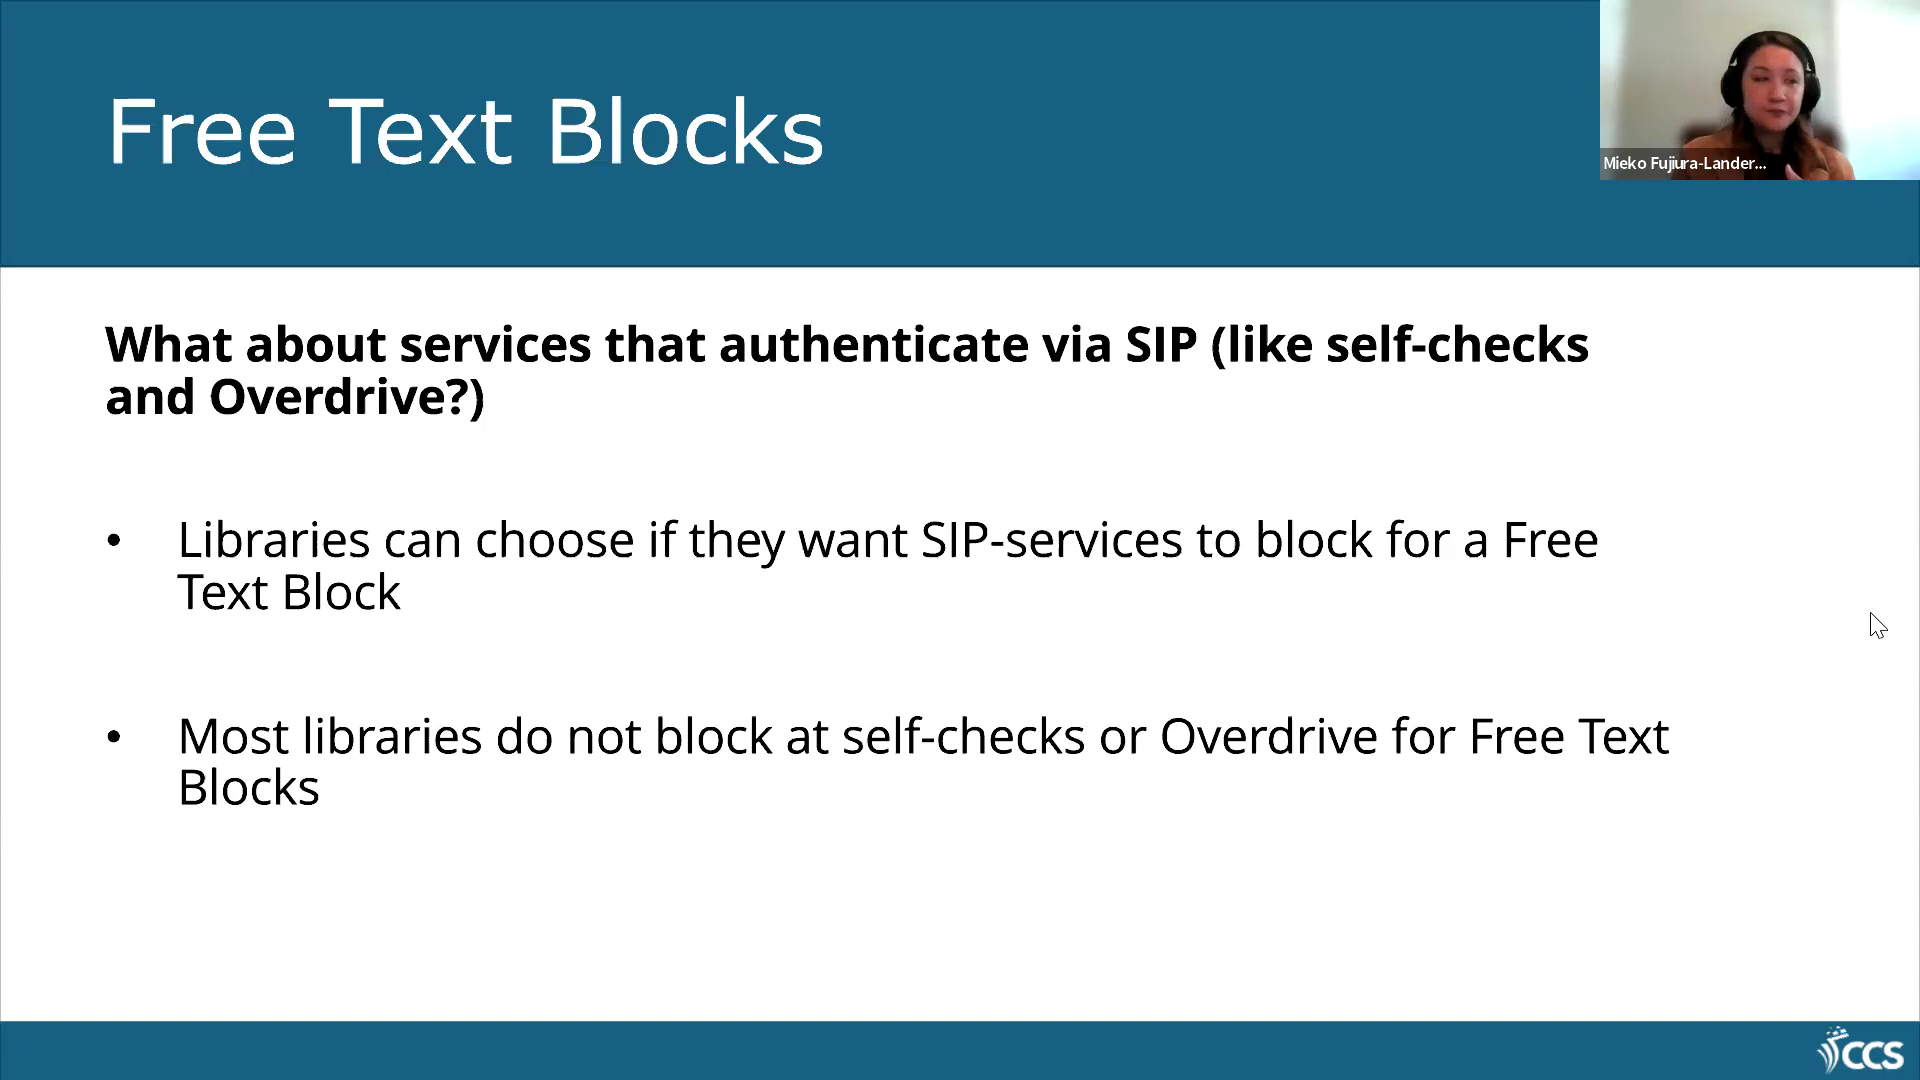 Free Text Blocks
Mieko Fujiura-Lander...
What about services that authenticate via SIP (like self-checks
and Overdrive?)
• Libraries can choose if they want SIP-services to block for a Free
Text Block
• Most libraries do not block at self-checks or Overdrive for Free Text
Blocks
CCS